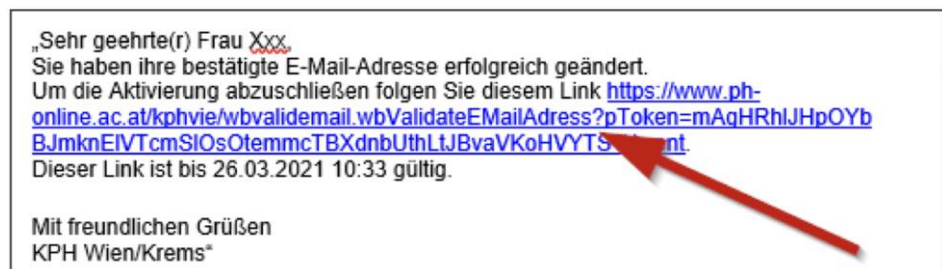 „Sehr geehrte(r) Frau Xxx,
Sie haben ihre bestätigte E-Mail-Adresse erfolgreich geändert.
Um die Aktivierung abzuschließen folgen Sie diesem Link https://www.ph-
online.ac.at/kphvie/wbvalidemail.wbValidateEMailAdress?pToken=mAgHRhlJHpOYb
Dieser Link ist bis 26.03.2021 10:33 gültig.
Mit freundlichen Grüßen
KPH Wien/Krems“